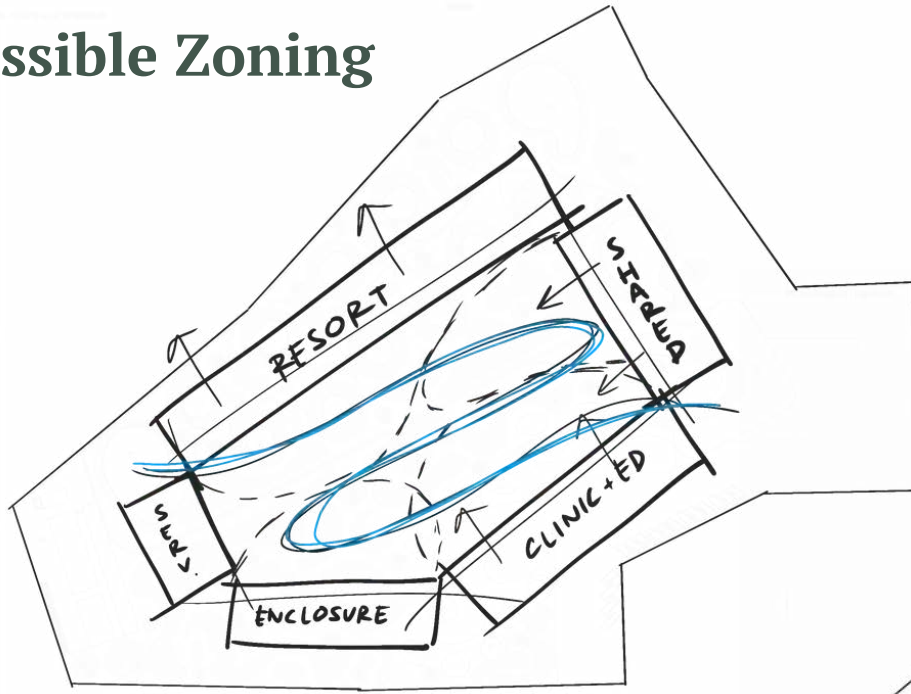 ssible Zoning
RESORT
SHARED
SERV.
CLINIC+ED
ENCLOSURE